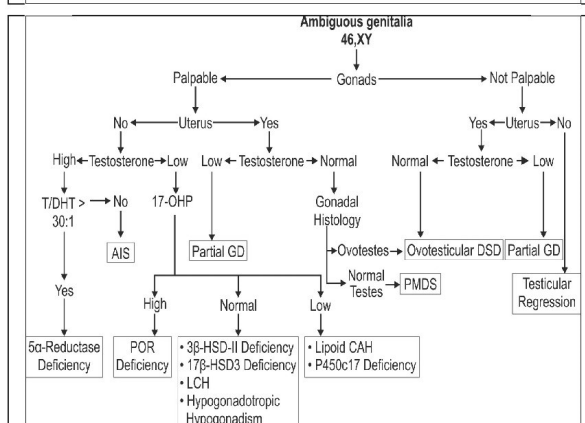 Ambiguous genitalia
46,XY
Palpable Gonads Not Palpable
No Uterus Yes Yes Uterus No
High Testosterone Low Low Testosterone Normal Normal Testosterone Low
T/DHT > No 17-OHP Gonadal
30:1 Histology
AIS Partial GD Ovotestes Ovotesticular DSD Partial GD
Normal
Testes PMDS Testicular
Regression
Yes High Normal Low
5α-Reductase POR • 3β-HSD-II Deficiency • Lipoid CAH
Deficiency Deficiency • 17β-HSD3 Deficiency • P450c17 Deficiency
• LCH
• Hypogonadotropic
Hypogonadism